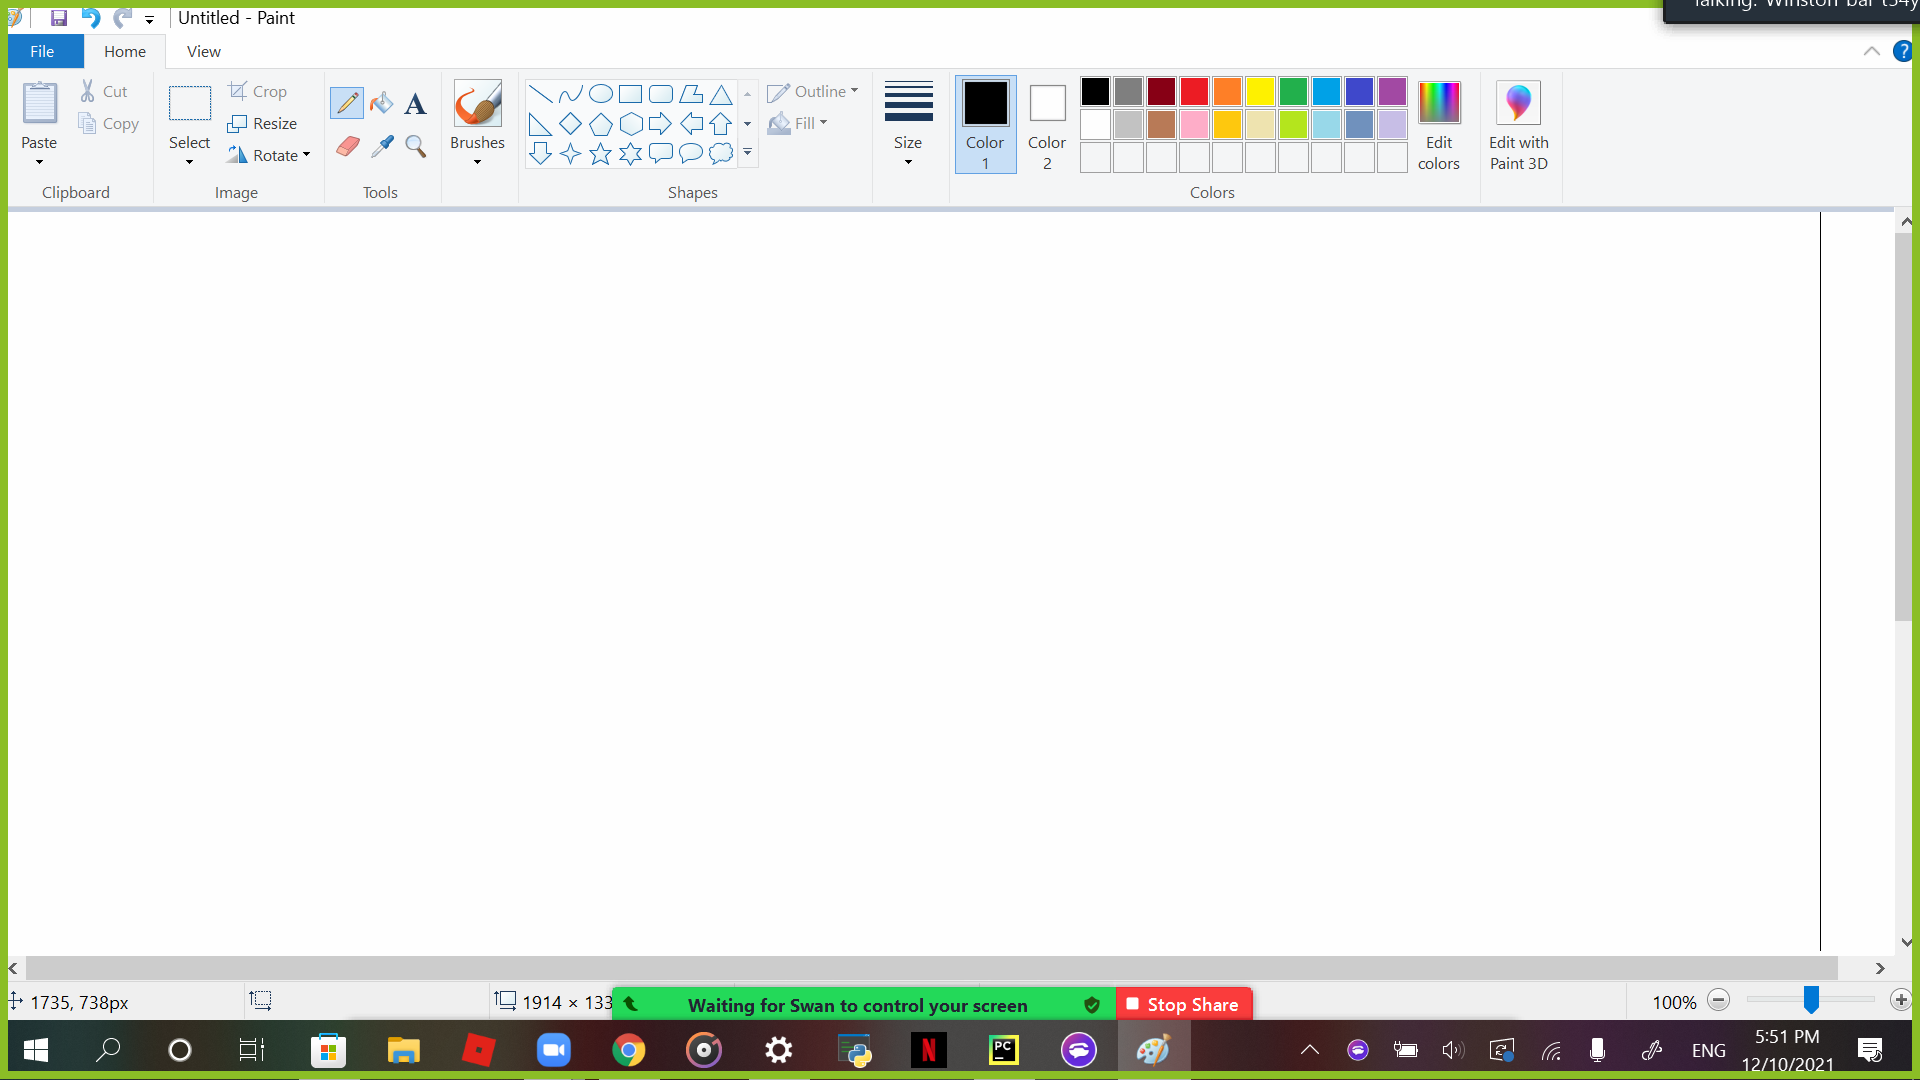 Untitled - Paint
Talking: Winston
File Home View
Paste
Cut
Copy
Clipboard
Select
Crop
Resize
Rotate
Image
A
Tools
Brushes
Shapes
Outline
Fill
Size
Color
1
Color
2
Colors
Edit
colors
Edit with
Paint 3D
?
1735, 738px
1914 × 133
Waiting for Swan to control your screen
Stop Share
100%
N
PC
ENG
5:51 PM
12/10/2021